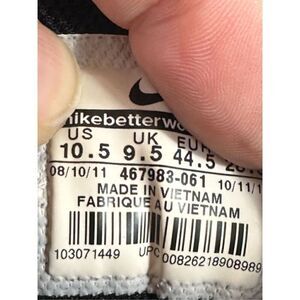 nikebetterwo
US UK EUR
10.5 9.5 44.5
08/10/11 467983-061 10/11/1
MADE IN VIETNAM
FABRIQUE AU VIETNAM
103071449 UPC 00826218908989